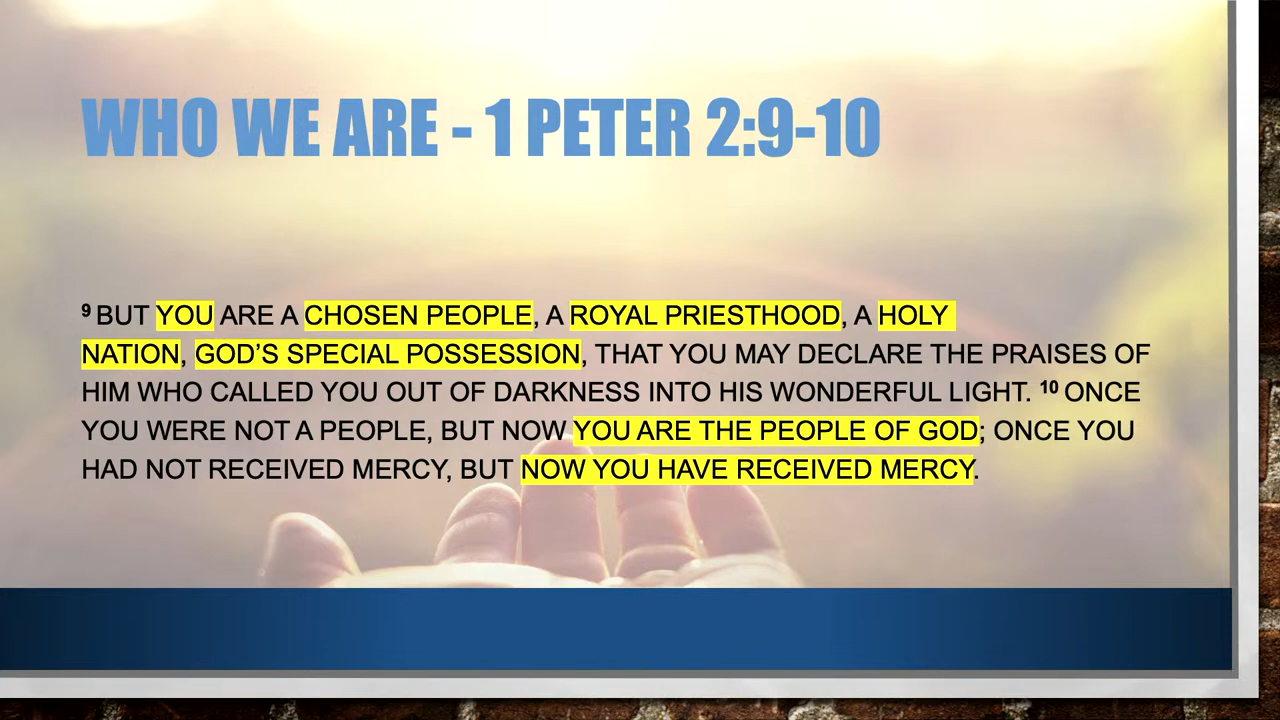 WHO WE ARE - 1 PETER 2:9-10
9 BUT YOU ARE A CHOSEN PEOPLE, A ROYAL PRIESTHOOD, A HOLY
NATION, GOD’S SPECIAL POSSESSION, THAT YOU MAY DECLARE THE PRAISES OF
HIM WHO CALLED YOU OUT OF DARKNESS INTO HIS WONDERFUL LIGHT. 10 ONCE
YOU WERE NOT A PEOPLE, BUT NOW YOU ARE THE PEOPLE OF GOD; ONCE YOU
HAD NOT RECEIVED MERCY, BUT NOW YOU HAVE RECEIVED MERCY.